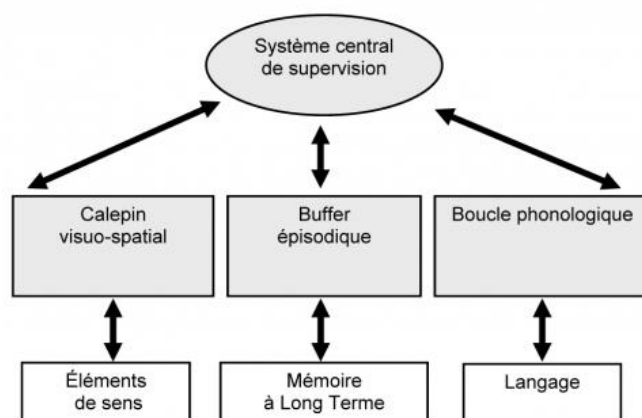 Système central
de supervision
Calepin
visuo-spatial
Buffer
épisodique
Boucle phonologique
Éléments
de sens
Mémoire
à Long Terme
Langage